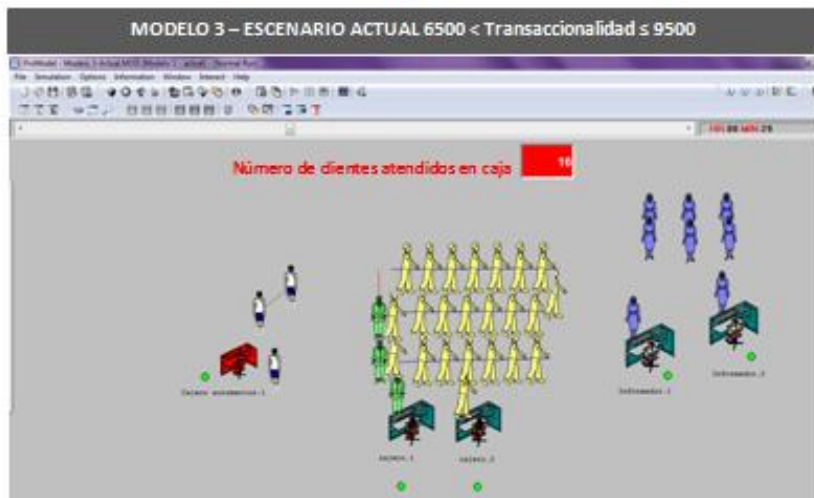 MODELO 3 – ESCENARIO ACTUAL 6500 < Transaccionalidad ≤ 9500
File Simulation Options Information Window Interact Help
Número de clientes atendidos en caja 16
Cajero automatico.1
Informador.1
Informador.2
cajero.1
cajero.2